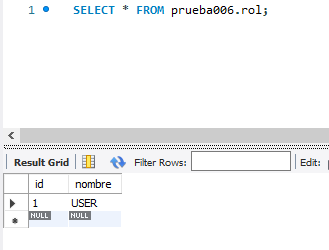 1 SELECT * FROM prueba006.rol;
Result Grid Filter Rows: Edit:
id nombre
1 USER
NULL NULL